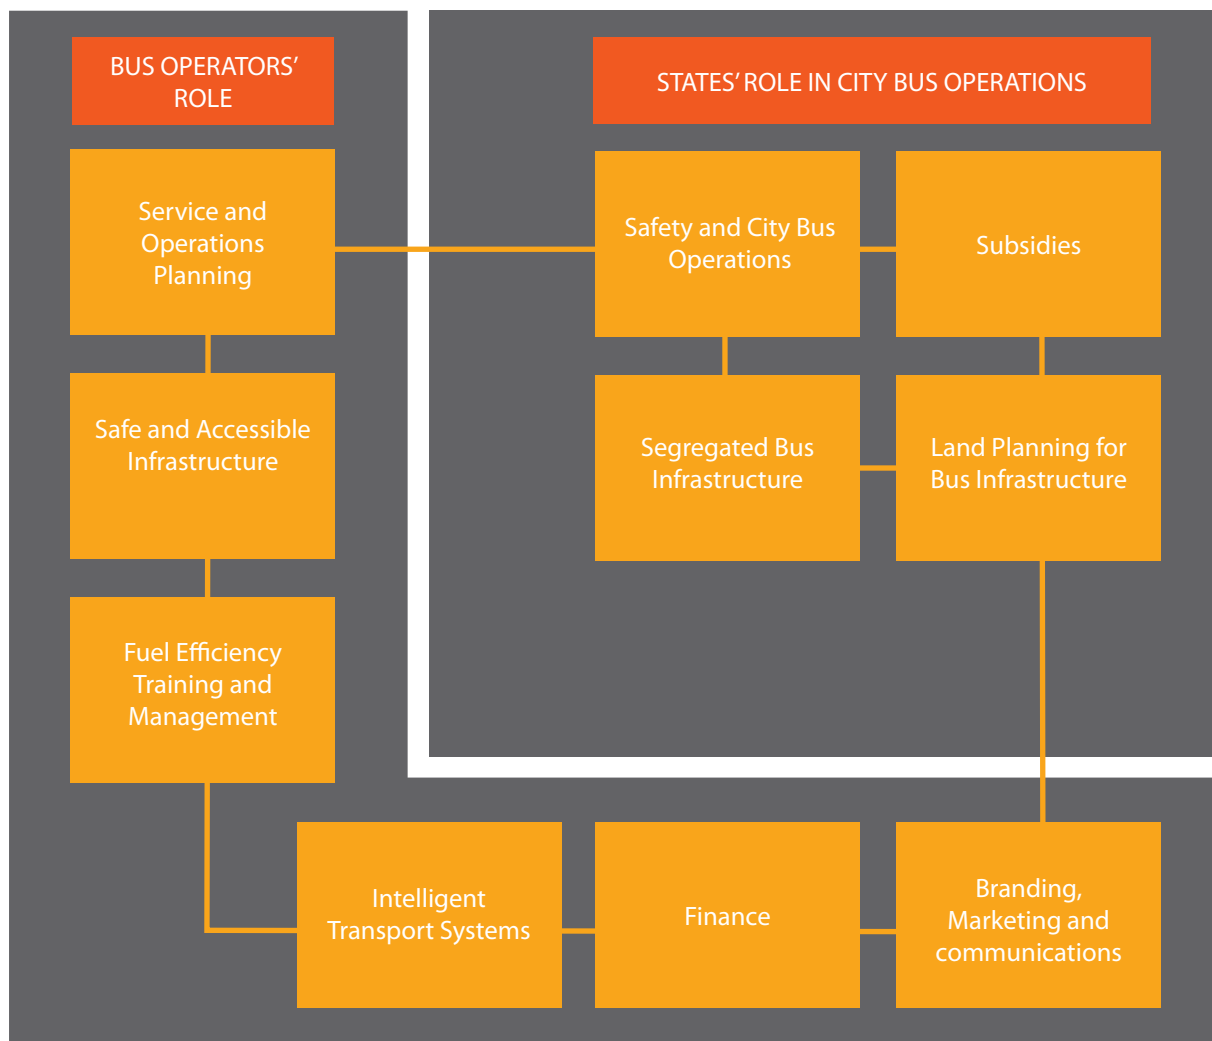 BUS OPERATORS’
ROLE
STATES’ ROLE IN CITY BUS OPERATIONS
Service and
Operations
Planning
Safety and City Bus
Operations
Subsidies
Safe and Accessible
Infrastructure
Segregated Bus
Infrastructure
Land Planning for
Bus Infrastructure
Fuel Efficiency
Training and
Management
Intelligent
Transport Systems
Finance
Branding,
Marketing and
communications